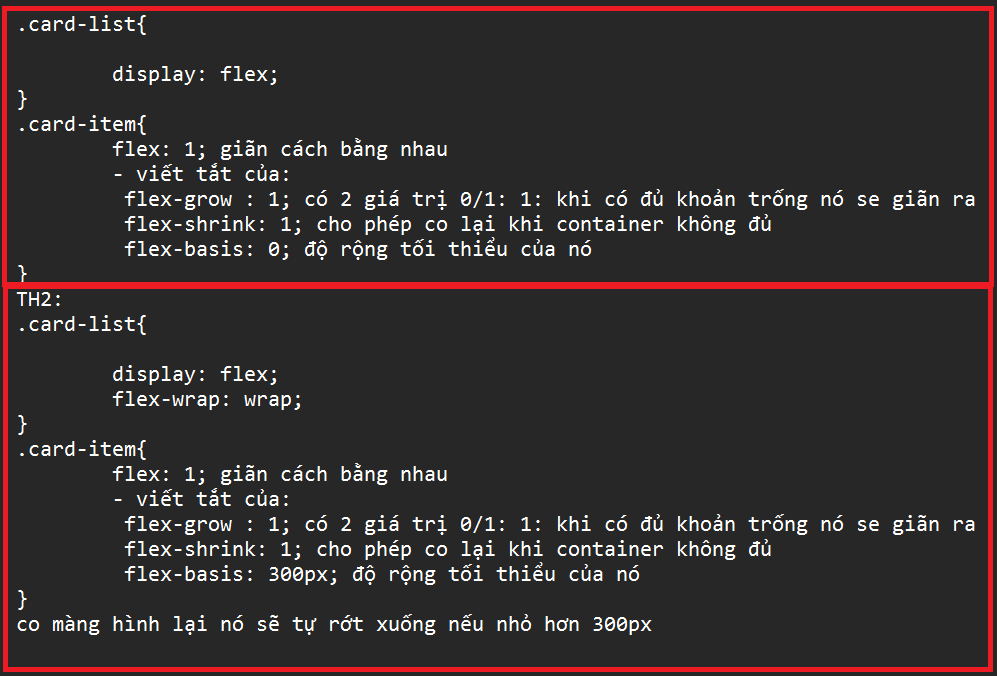 .card-list{
display: flex;
}
.card-item{
flex: 1; giãn cách bằng nhau
- viết tắt của:
flex-grow : 1; có 2 giá trị 0/1: 1: khi có đủ khoản trống nó se giãn ra
flex-shrink: 1; cho phép co lại khi container không đủ
flex-basis: 0; độ rộng tối thiểu của nó
}
TH2:
.card-list{
display: flex;
flex-wrap: wrap;
}
.card-item{
flex: 1; giãn cách bằng nhau
- viết tắt của:
flex-grow : 1; có 2 giá trị 0/1: 1: khi có đủ khoản trống nó se giãn ra
flex-shrink: 1; cho phép co lại khi container không đủ
flex-basis: 300px; độ rộng tối thiểu của nó
}
co màng hình lại nó sẽ tự rớt xuống nếu nhỏ hơn 300px